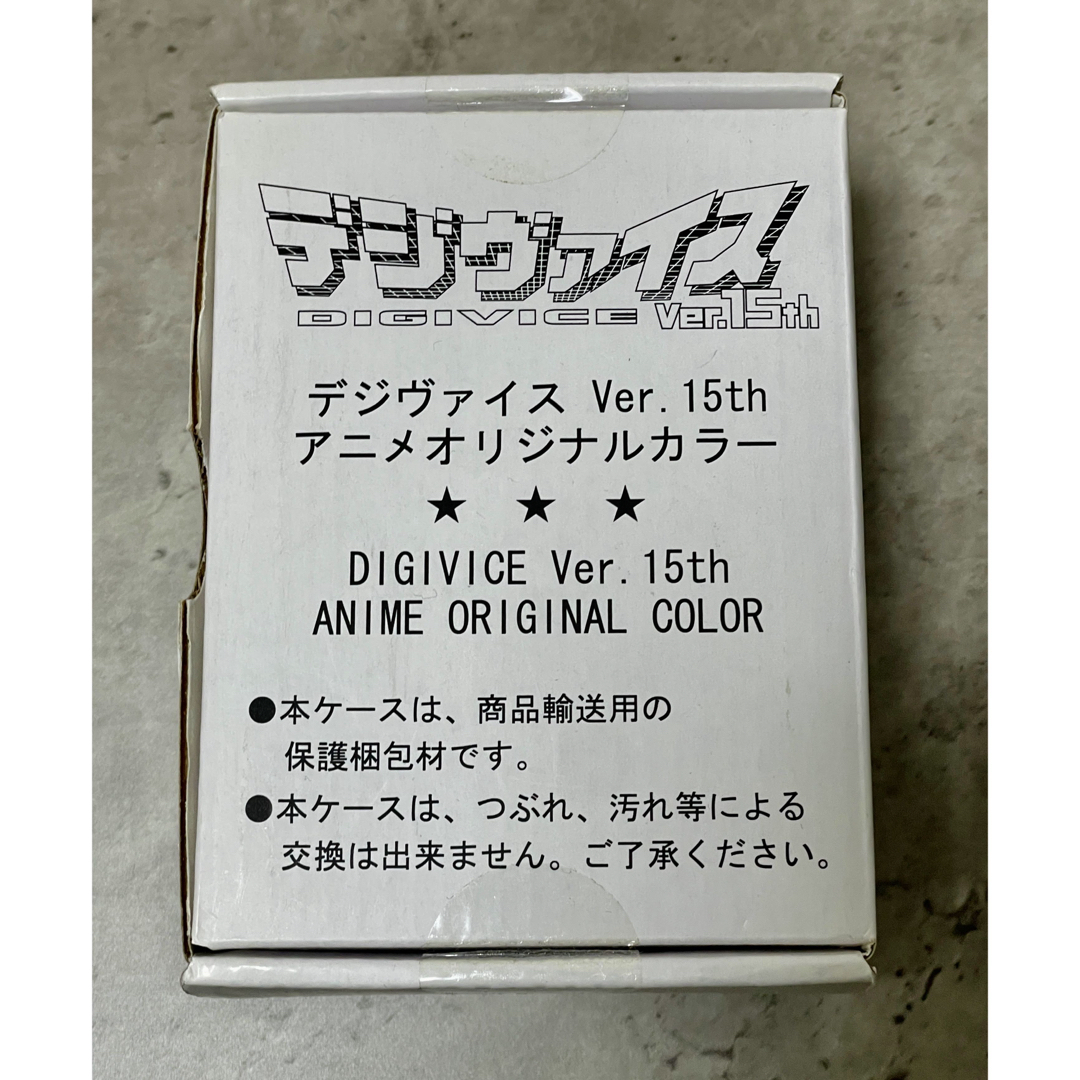 デジヴァイス
DIGIVICE Ver.15th
デジヴァイス Ver.15th
アニメオリジナルカラー
★ ★ ★
DIGIVICE Ver.15th
ANIME ORIGINAL COLOR
●本ケースは、商品輸送用の
保護梱包材です。
●本ケースは、つぶれ、汚れ等による
交換は出来ません。ご了承ください。